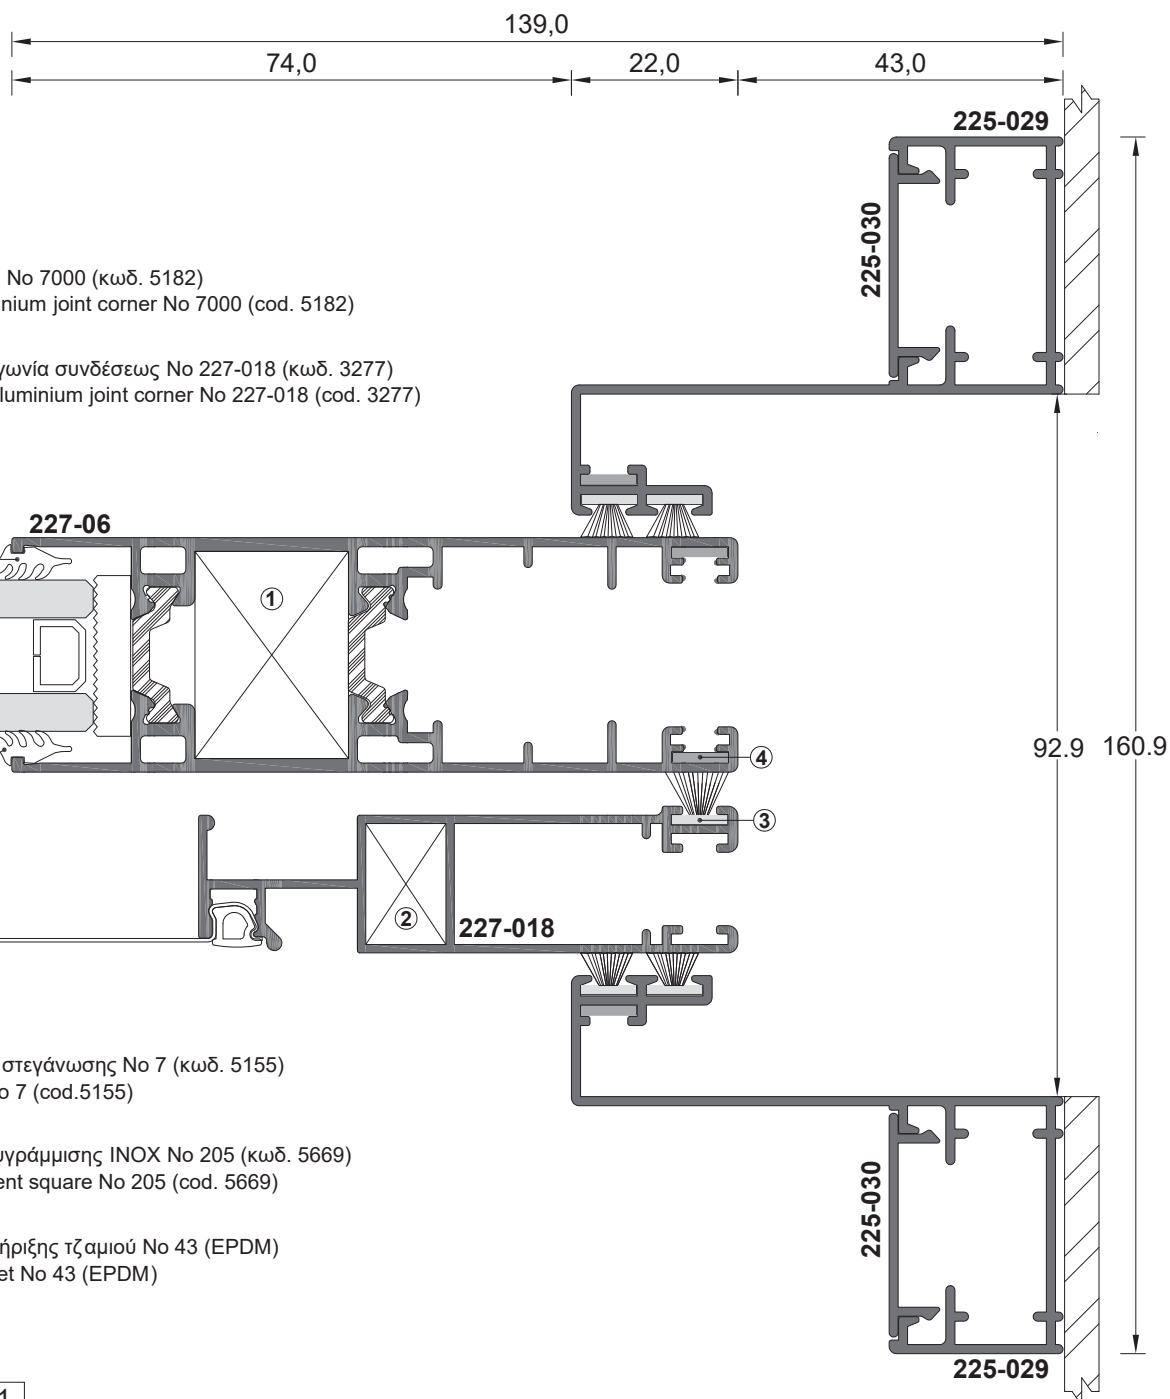 139,0
74,0 22,0 43,0
225-029
225-030
No 7000 (κωδ. 5182)
nium joint corner No 7000 (cod. 5182)
γωνία συνδέσεως No 227-018 (κωδ. 3277)
luminium joint corner No 227-018 (cod. 3277)
227-06
1
4
92.9 160.9
3
2
227-018
στεγάνωσης No 7 (κωδ. 5155)
o 7 (cod.5155)
υγράμμισης INOX No 205 (κωδ. 5669)
ent square No 205 (cod. 5669)
225-030
ήριξης τζαμιού No 43 (EPDM)
et No 43 (EPDM)
225-029
1